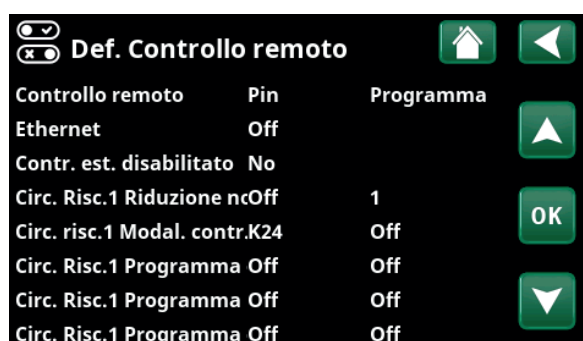 Def. Controllo remoto
Controllo remoto Pin Programma
Ethernet Off
Contr. est. disabilitato No
Circ. Risc.1 Riduzione no Off 1
Circ. risc.1 Modal. contr. K24 Off
OK
Circ. Risc.1 Programma Off Off
Circ. Risc.1 Programma Off Off
Circ. Risc.1 Programma Off Off